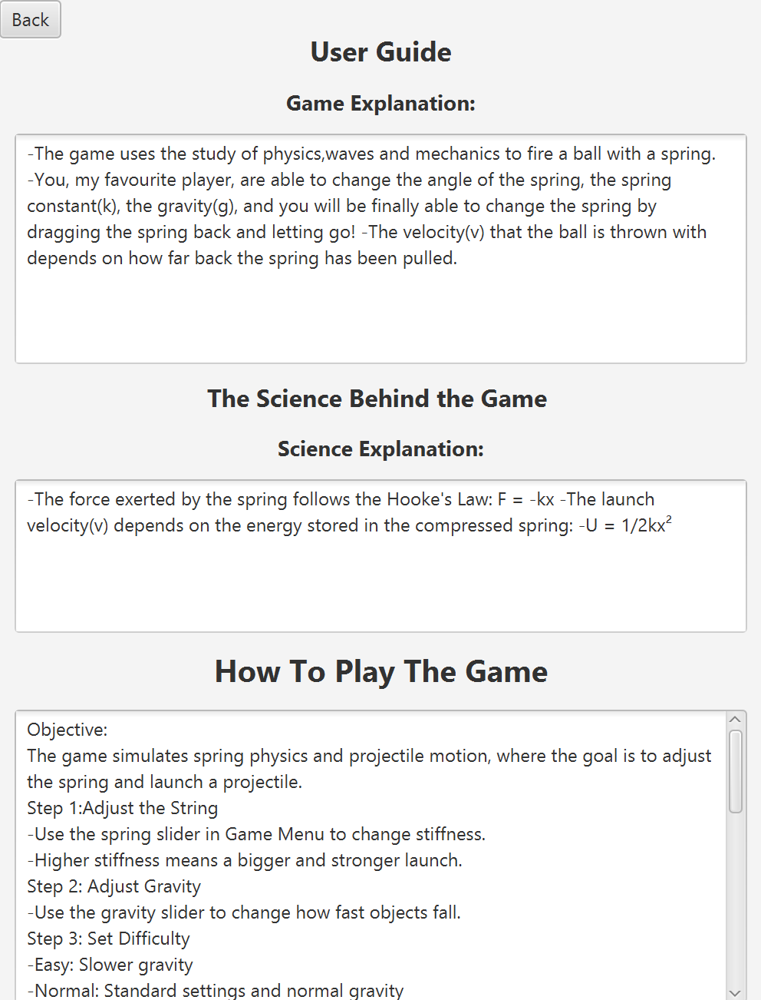 Back
User Guide
Game Explanation:
-The game uses the study of physics,waves and mechanics to fire a ball with a spring.
-You, my favourite player, are able to change the angle of the spring, the spring
constant(k), the gravity(g), and you will be finally able to change the spring by
dragging the spring back and letting go! -The velocity(v) that the ball is thrown with
depends on how far back the spring has been pulled.
The Science Behind the Game
Science Explanation:
-The force exerted by the spring follows the Hooke's Law: F = -kx -The launch
velocity(v) depends on the energy stored in the compressed spring: -U = 1/2kx²
How To Play The Game
Objective:
The game simulates spring physics and projectile motion, where the goal is to adjust
the spring and launch a projectile.
Step 1:Adjust the String
-Use the spring slider in Game Menu to change stiffness.
-Higher stiffness means a bigger and stronger launch.
Step 2: Adjust Gravity
-Use the gravity slider to change how fast objects fall.
Step 3: Set Difficulty
-Easy: Slower gravity
-Normal: Standard settings and normal gravity